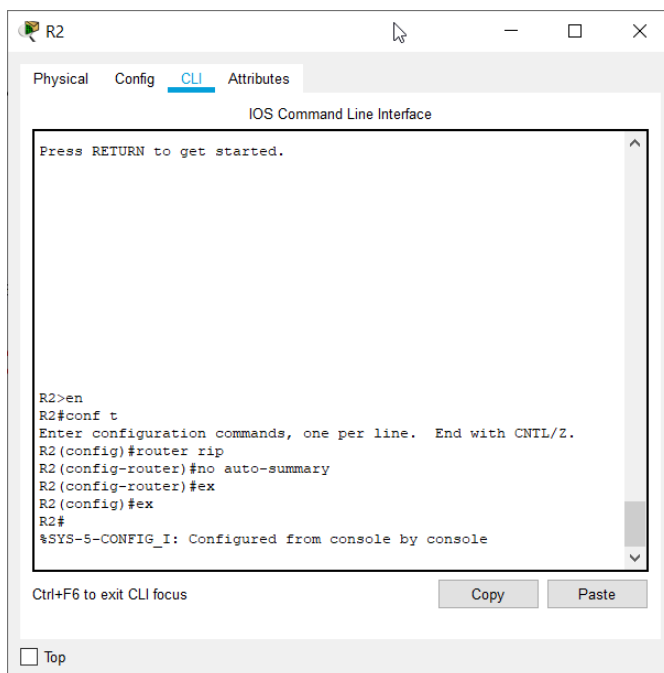 R2
Physical Config CLI Attributes
IOS Command Line Interface
Press RETURN to get started.
R2>en
R2#conf t
Enter configuration commands, one per line.  End with CNTL/Z.
R2(config)#router rip
R2(config-router)#no auto-summary
R2(config-router)#ex
R2(config)#ex
R2#
%SYS-5-CONFIG_I: Configured from console by console
Ctrl+F6 to exit CLI focus
Copy Paste
Top